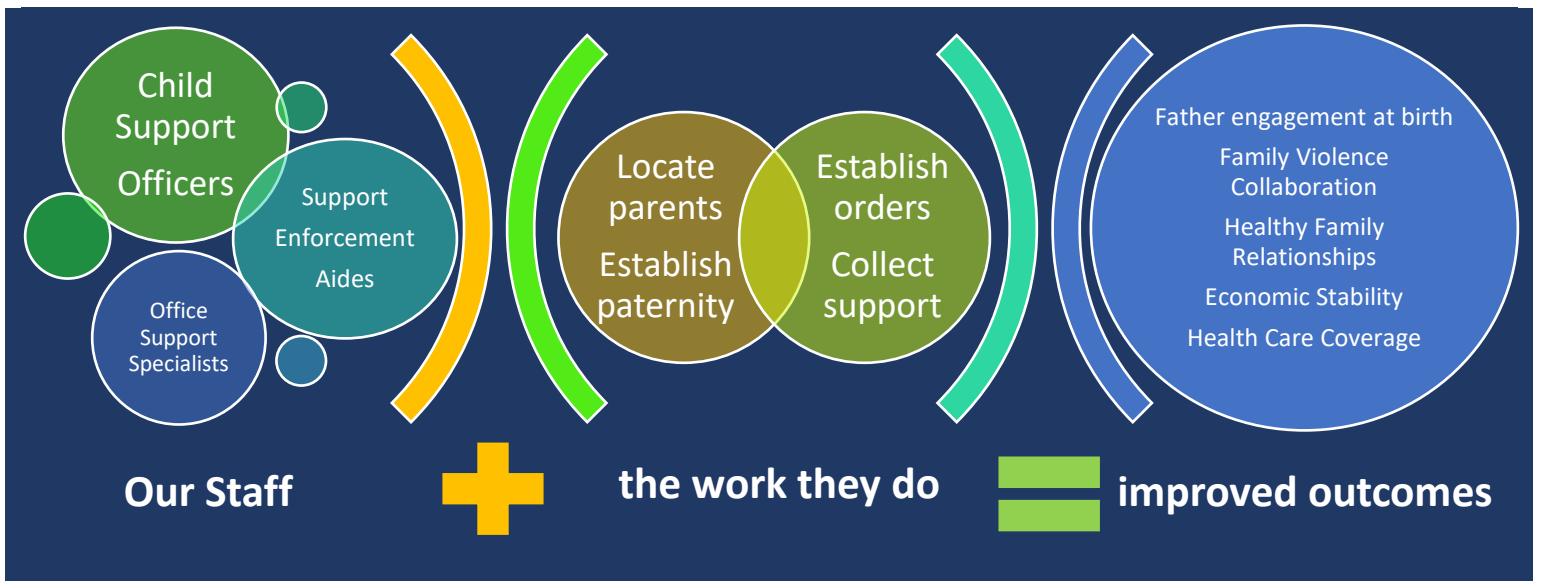 Child
Support
Officers
Support
Enforcement
Aides
Office
Support
Specialists
Locate
parents
Establish
paternity
Establish
orders
Collect
support
Father engagement at birth
Family Violence
Collaboration
Healthy Family
Relationships
Economic Stability
Health Care Coverage
Our Staff
the work they do
improved outcomes